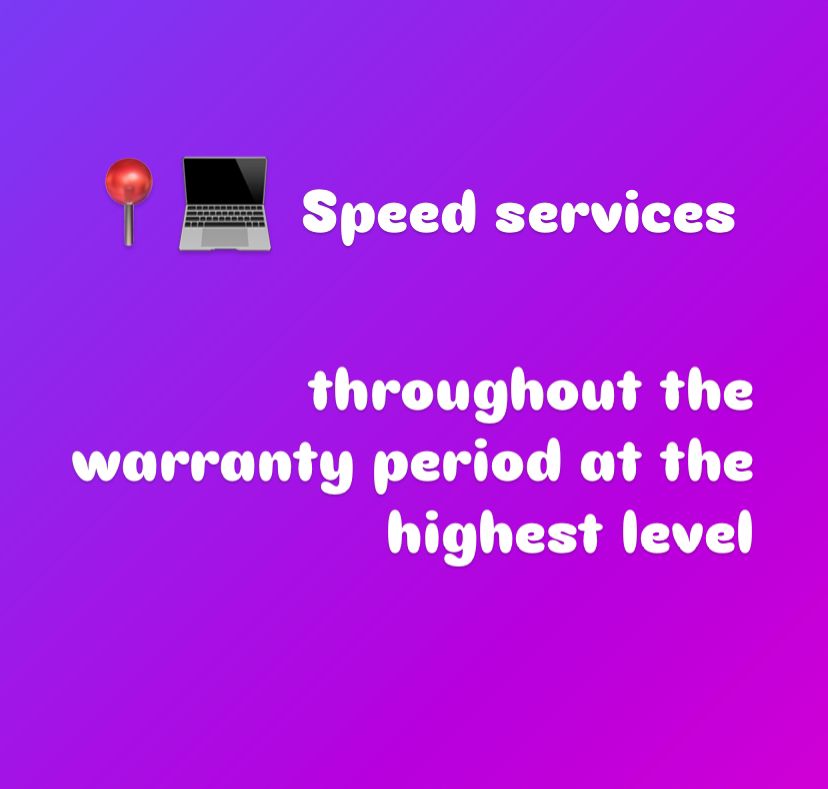 📍💻 Speed services
throughout the
warranty period at the
highest level